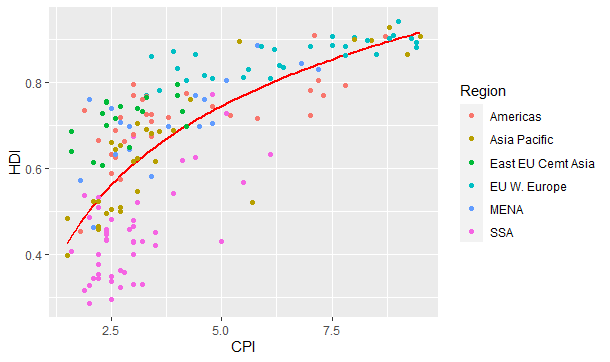 HDI
0.8
0.6
0.4
2.5
5.0
7.5
CPI
Region
Americas
Asia Pacific
East EU Cemt Asia
EU W. Europe
MENA
SSA